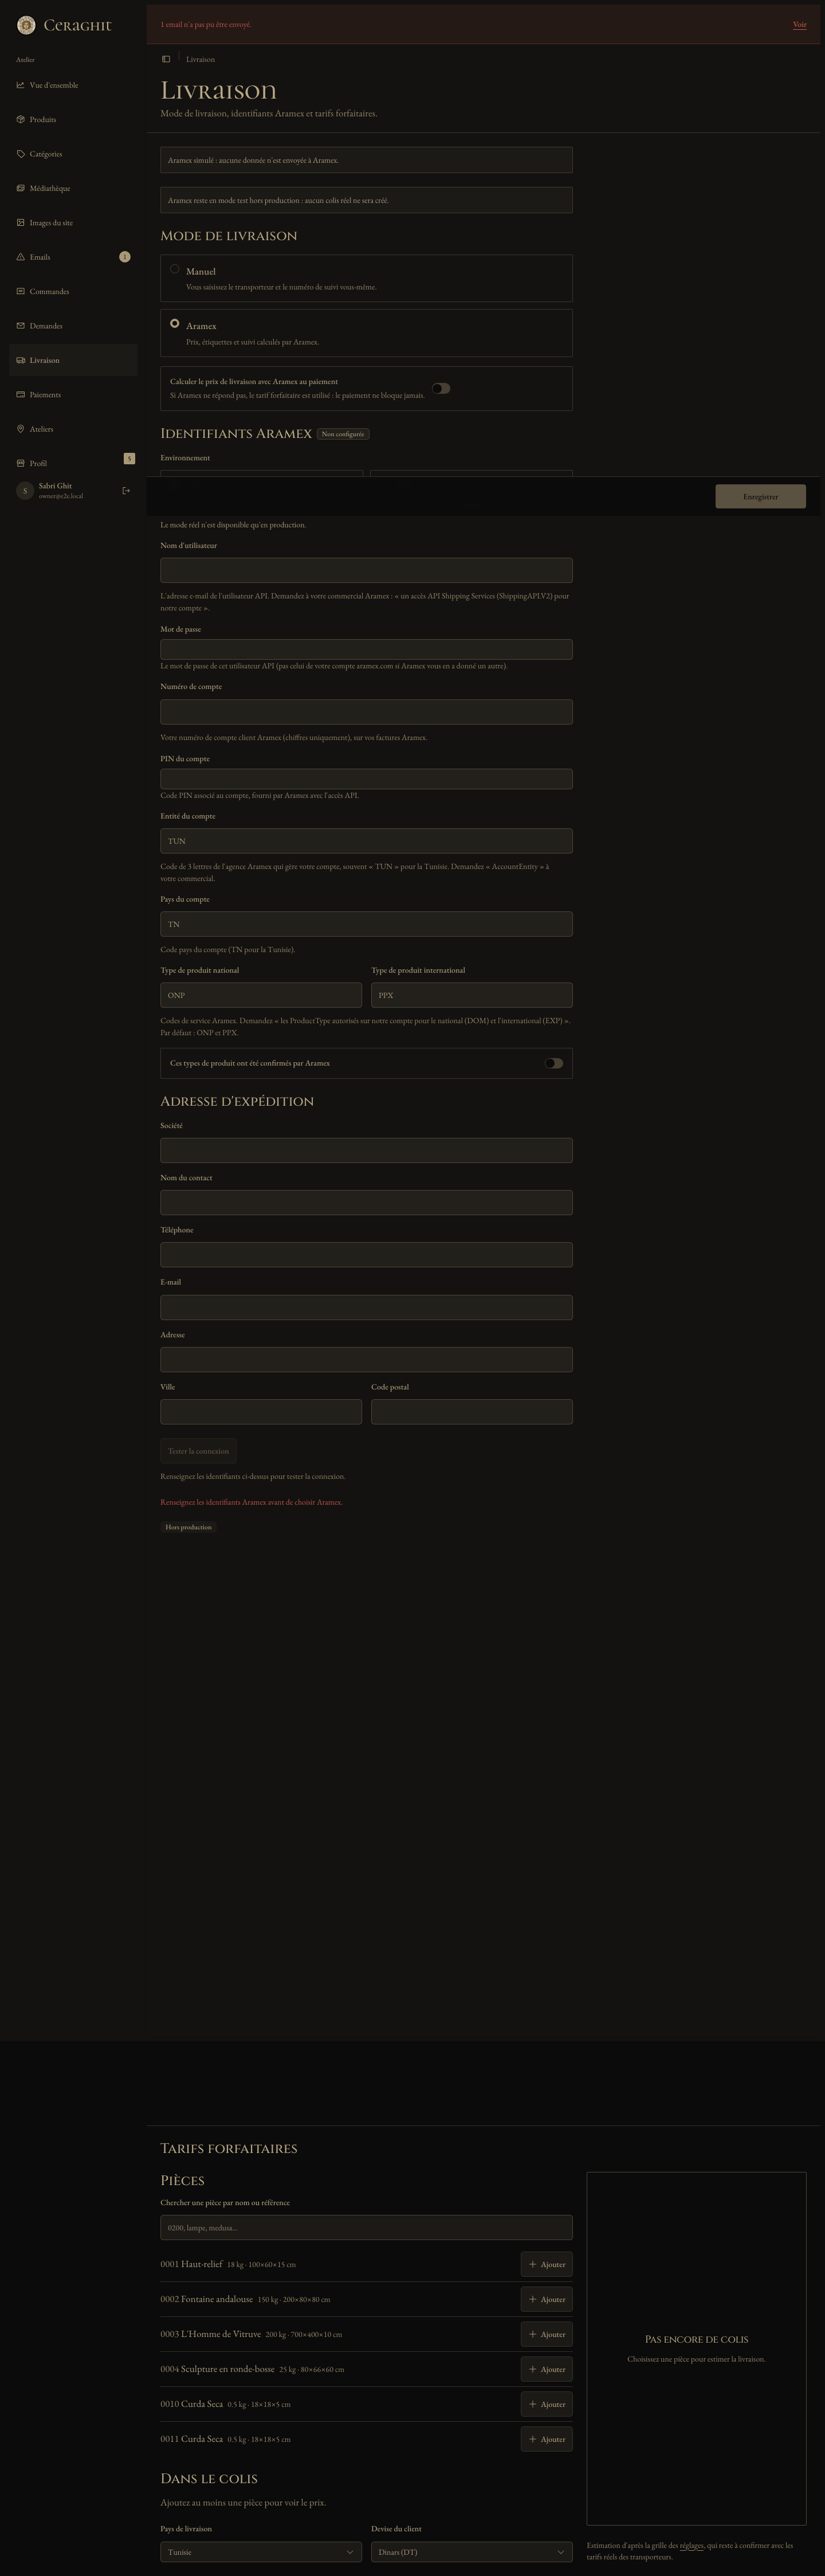 Ceraghit
Atelier
Vue d'ensemble
Produits
Catégories
Médiathèque
Images du site
Emails
1
Commandes
Demandes
Livraison
Paiements
Ateliers
Profil
S
S
Sabri Ghit
owner@e2e.local
1 email n'a pas pu être envoyé.
Voir
Livraison
Livraison
Mode de livraison, identifiants Aramex et tarifs forfaitaires.
Aramex simulé : aucune donnée n'est envoyée à Aramex.
Aramex reste en mode test hors production : aucun colis réel ne sera créé.
Mode de livraison
Manuel
Vous saisissez le transporteur et le numéro de suivi vous-même.
Aramex
Prix, étiquettes et suivi calculés par Aramex.
Calculer le prix de livraison avec Aramex au paiement
Si Aramex ne répond pas, le tarif forfaitaire est utilisé : le paiement ne bloque jamais.
Identifiants Aramex
Non configurés
Environnement
Enregistrer
Le mode réel n'est disponible qu'en production.
Nom d'utilisateur
L'adresse e-mail de l'utilisateur API. Demandez à votre commercial Aramex : « un accès API Shipping Services (ShippingAPI.V2) pour
notre compte ».
Mot de passe
Le mot de passe de cet utilisateur API (pas celui de votre compte aramex.com si Aramex vous en a donné un autre).
Numéro de compte
Votre numéro de compte client Aramex (chiffres uniquement), sur vos factures Aramex.
PIN du compte
Code PIN associé au compte, fourni par Aramex avec l'accès API.
Entité du compte
TUN
Code de 3 lettres de l'agence Aramex qui gère votre compte, souvent « TUN » pour la Tunisie. Demandez « AccountEntity » à
votre commercial.
Pays du compte
TN
Code pays du compte (TN pour la Tunisie).
Type de produit national
Type de produit international
ONP
PPX
Codes de service Aramex. Demandez « les ProductType autorisés sur notre compte pour le national (DOM) et l'international (EXP) ».
Par défaut : ONP et PPX.
Ces types de produit ont été confirmés par Aramex
Adresse d'expédition
Société
Nom du contact
Téléphone
E-mail
Adresse
Ville
Code postal
Tester la connexion
Renseignez les identifiants ci-dessus pour tester la connexion.
Renseignez les identifiants Aramex avant de choisir Aramex.
Hors production
Tarifs forfaitaires
Pièces
Chercher une pièce par nom ou référence
0200, lampe, medusa...
0001 Haut-relief 18 kg · 100×60×15 cm
Ajouter
0002 Fontaine andalouse 150 kg · 200×80×80 cm
Ajouter
0003 L'Homme de Vitruve 200 kg · 700×400×10 cm
Ajouter
0004 Sculpture en ronde-bosse 25 kg · 80×66×60 cm
Ajouter
0010 Curda Seca 0.5 kg · 18×18×5 cm
Ajouter
0011 Curda Seca 0.5 kg · 18×18×5 cm
Ajouter
Dans le colis
Ajoutez au moins une pièce pour voir le prix.
Pays de livraison
Devise du client
Tunisie
Dinars (DT)
Pas encore de colis
Choisissez une pièce pour estimer la livraison.
Estimation d'après la grille des réglages, qui reste à confirmer avec les
tarifs réels des transporteurs.